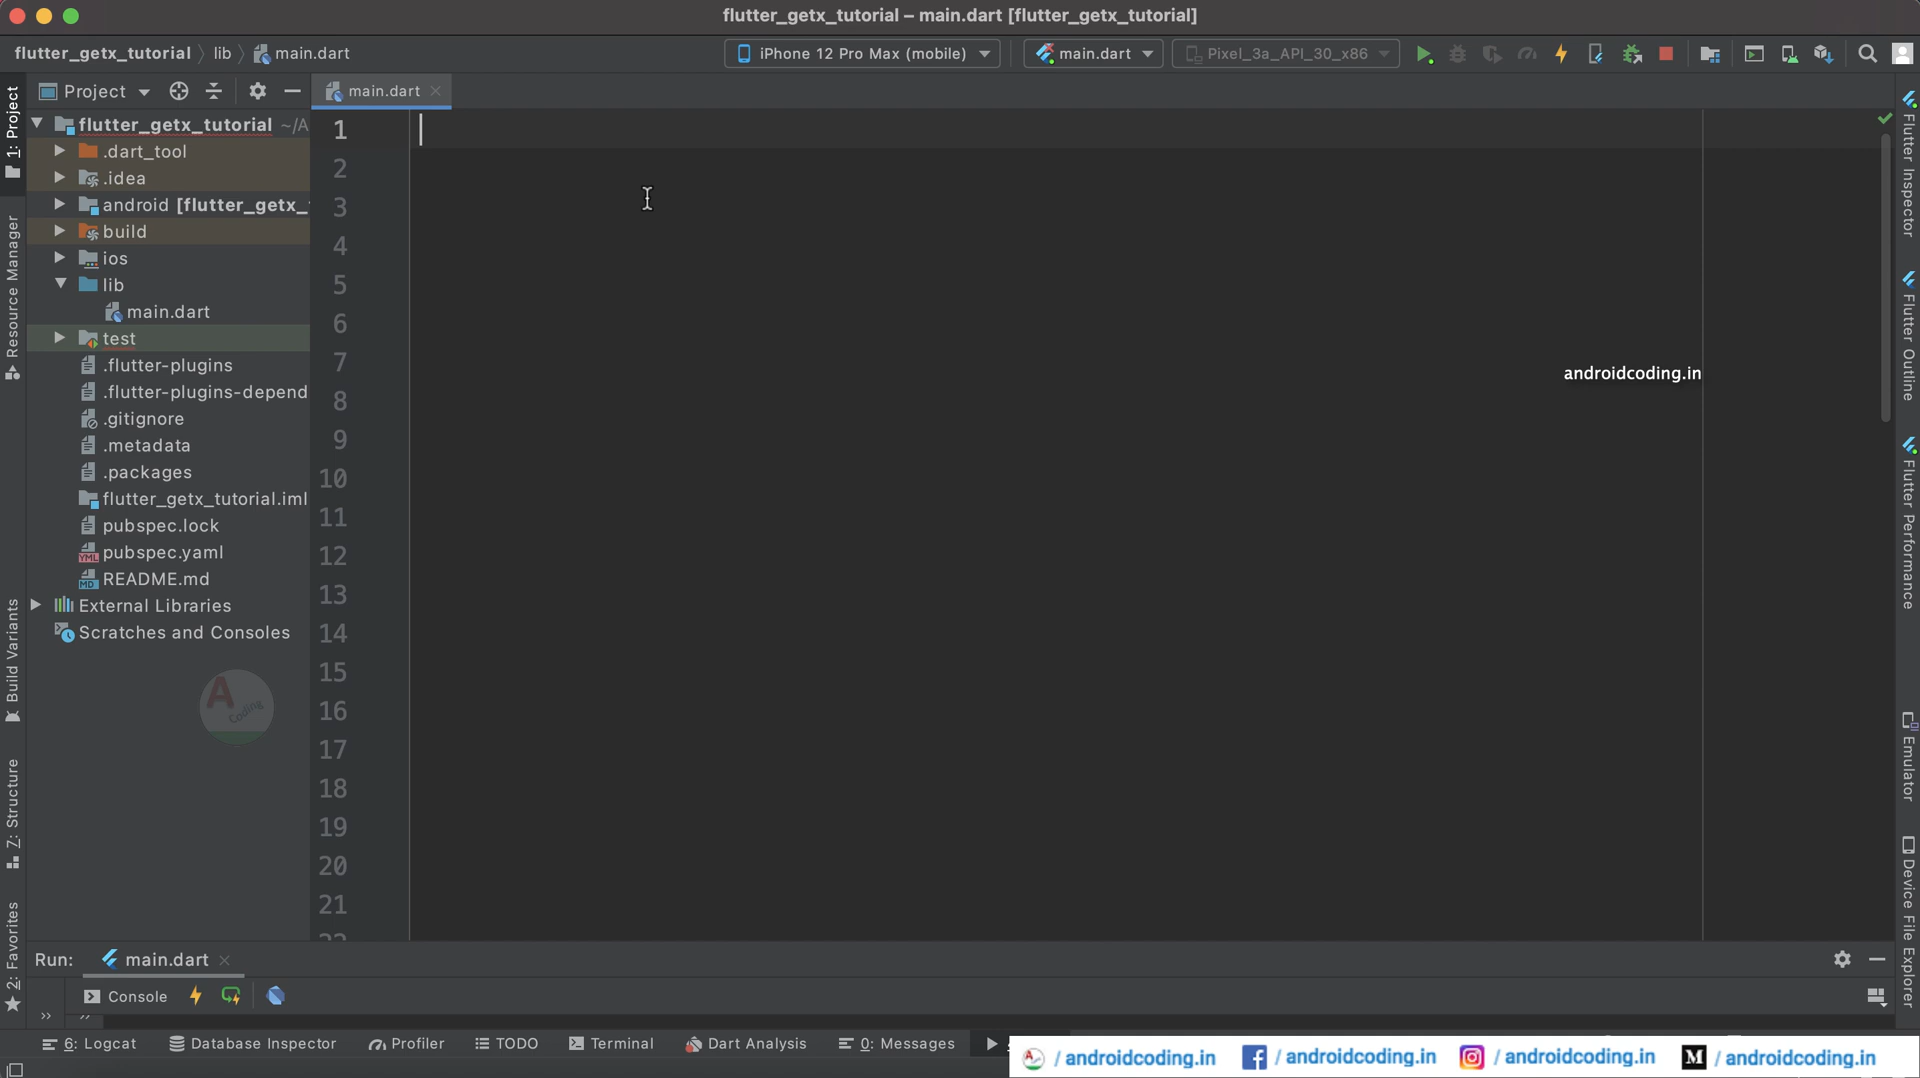 flutter_getx_tutorial – main.dart [flutter_getx_tutorial]
flutter_getx_tutorial lib main.dart
iPhone 12 Pro Max (mobile) main.dart Pixel_3a_API_30_x86
1: Project
Resource Manager
Build Variants
7: Structure
2: Favorites
Project
flutter_getx_tutorial ~/A
.dart_tool
.idea
android [flutter_getx_
build
ios
lib
main.dart
test
.flutter-plugins
.flutter-plugins-depend
.gitignore
.metadata
.packages
flutter_getx_tutorial.iml
pubspec.lock
YML pubspec.yaml
MD README.md
External Libraries
Scratches and Consoles
A
Coding
main.dart
1
2
3
4
5
6
7
8
9
10
11
12
13
14
15
16
17
18
19
20
21
22
androidcoding.in
Flutter Inspector
Flutter Outline
Flutter Performance
Emulator
Device File Explorer
Run: main.dart
Console
6: Logcat Database Inspector Profiler TODO Terminal Dart Analysis 0: Messages
/ androidcoding.in / androidcoding.in / androidcoding.in M / androidcoding.in